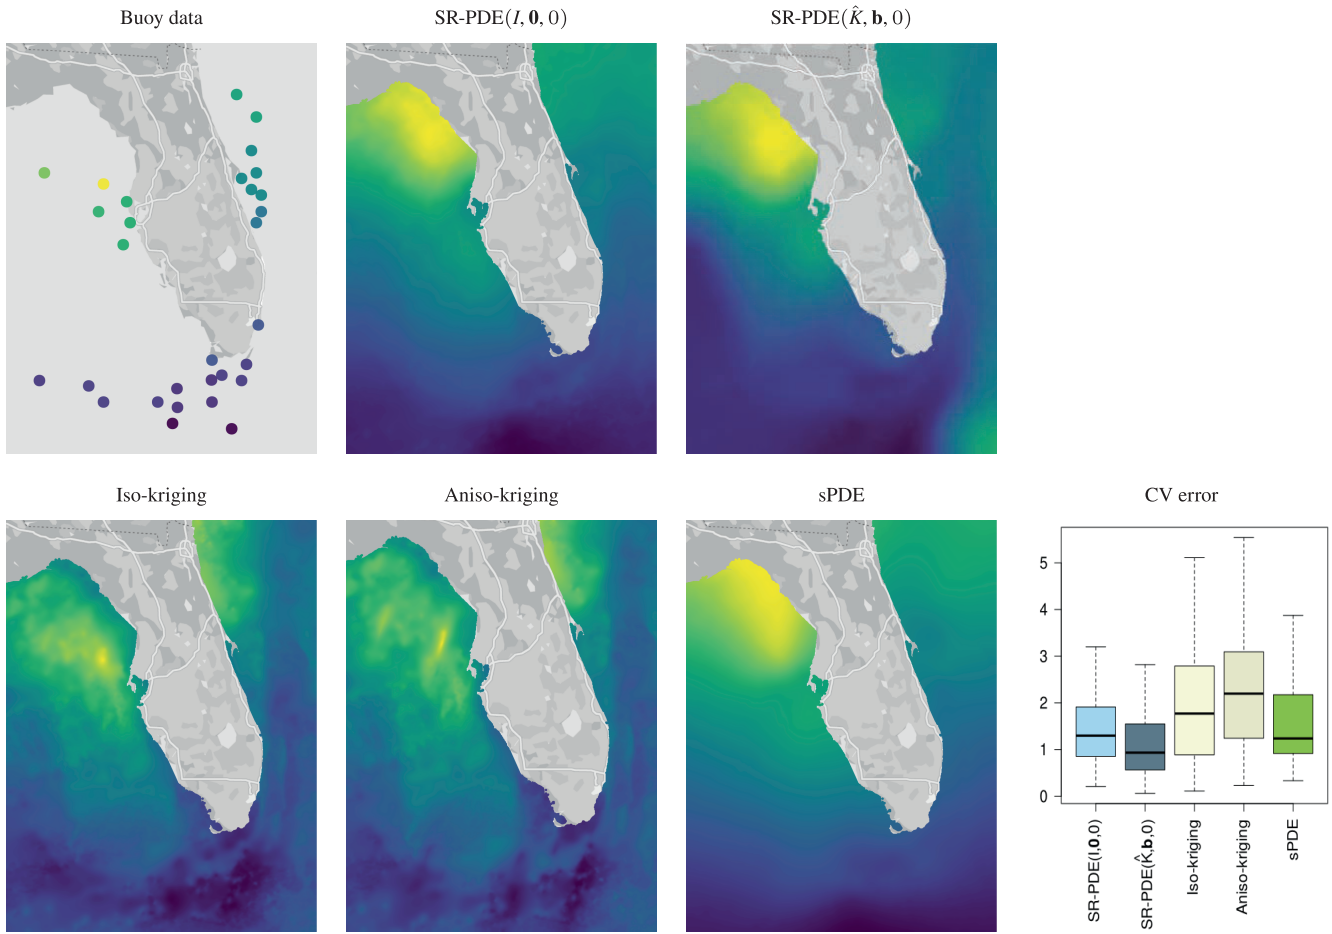 Buoy data
SR-PDE(I, 0, 0)
SR-PDE(K̂, b, 0)
Iso-kriging
Aniso-kriging
sPDE
CV error
5
4
3
2
1
0
SR-PDE(I,0,0)
SR-PDE(K̂,b,0)
Iso-kriging
Aniso-kriging
sPDE